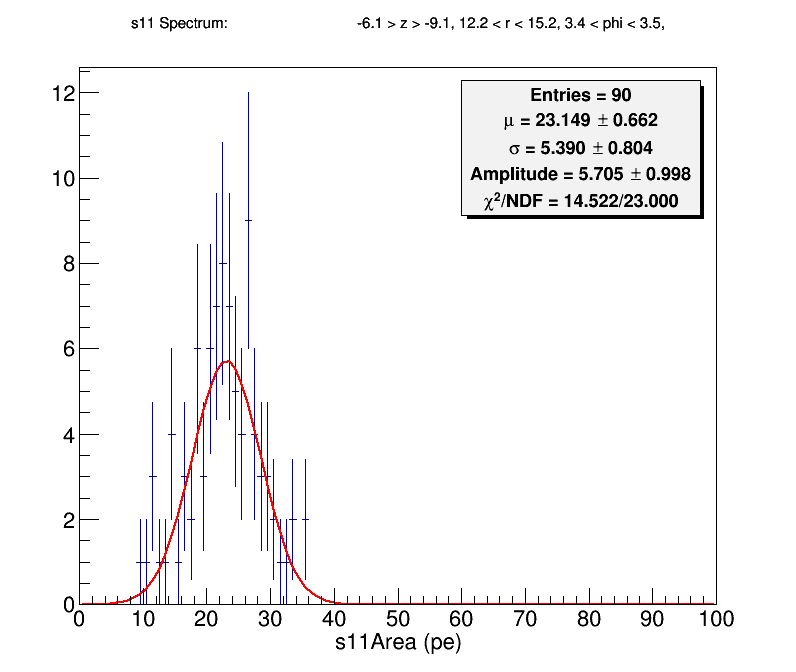 s11 Spectrum: -6.1 > z > -9.1, 12.2 < r < 15.2, 3.4 < phi < 3.5,
Entries = 90
μ = 23.149 ± 0.662
σ = 5.390 ± 0.804
Amplitude = 5.705 ± 0.998
χ²/NDF = 14.522/23.000
12
10
8
6
4
2
0
0 10 20 30 40 50 60 70 80 90 100
s11Area (pe)